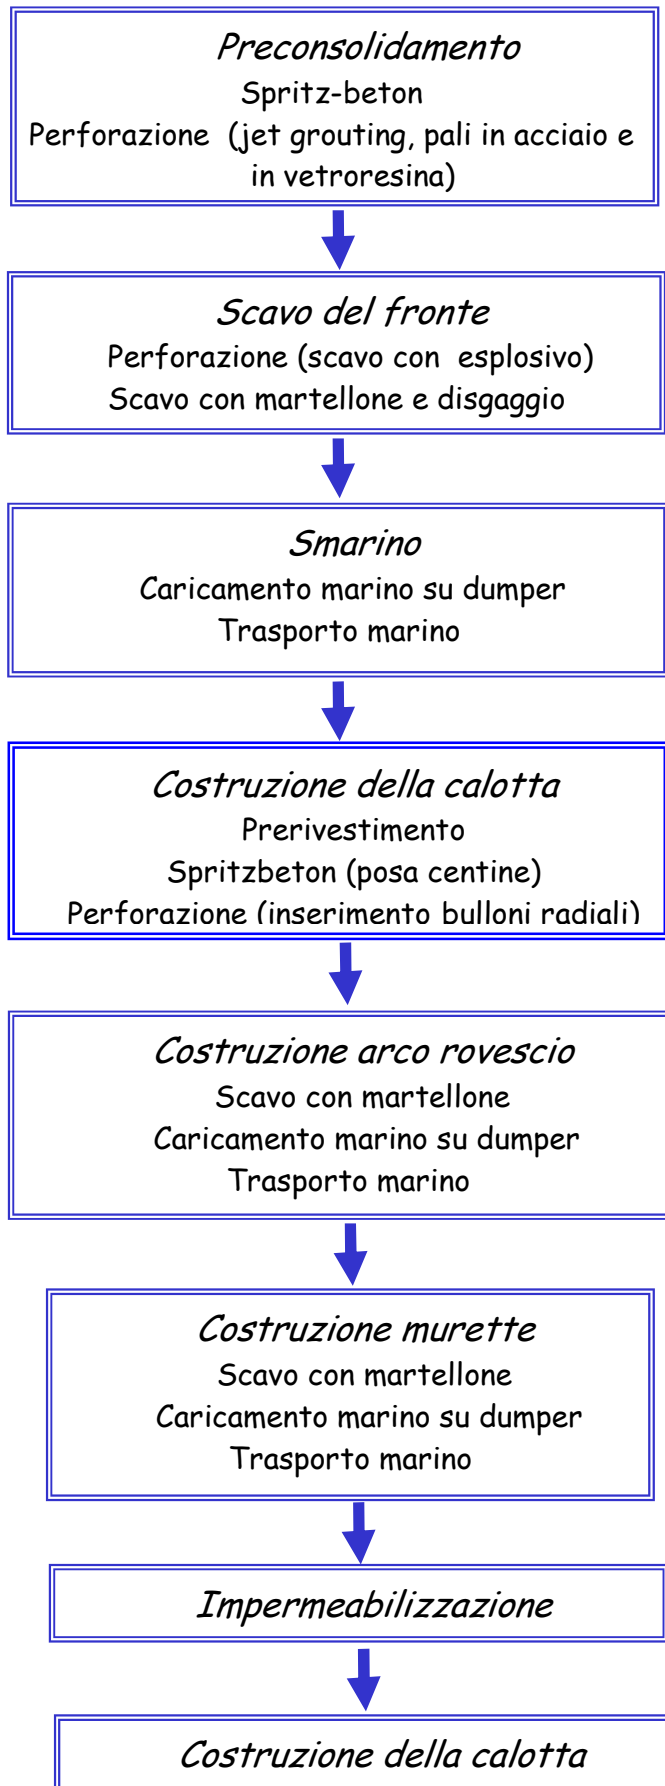 Preconsolidamento
Spritz-beton
Perforazione (jet grouting, pali in acciaio e
in vetroresina)
Scavo del fronte
Perforazione (scavo con esplosivo)
Scavo con martellone e disgaggio
Smarino
Caricamento marino su dumper
Trasporto marino
Costruzione della calotta
Prerivestimento
Spritzbeton (posa centine)
Perforazione (inserimento bulloni radiali)
Costruzione arco rovescio
Scavo con martellone
Caricamento marino su dumper
Trasporto marino
Costruzione murette
Scavo con martellone
Caricamento marino su dumper
Trasporto marino
Impermeabilizzazione
Costruzione della calotta